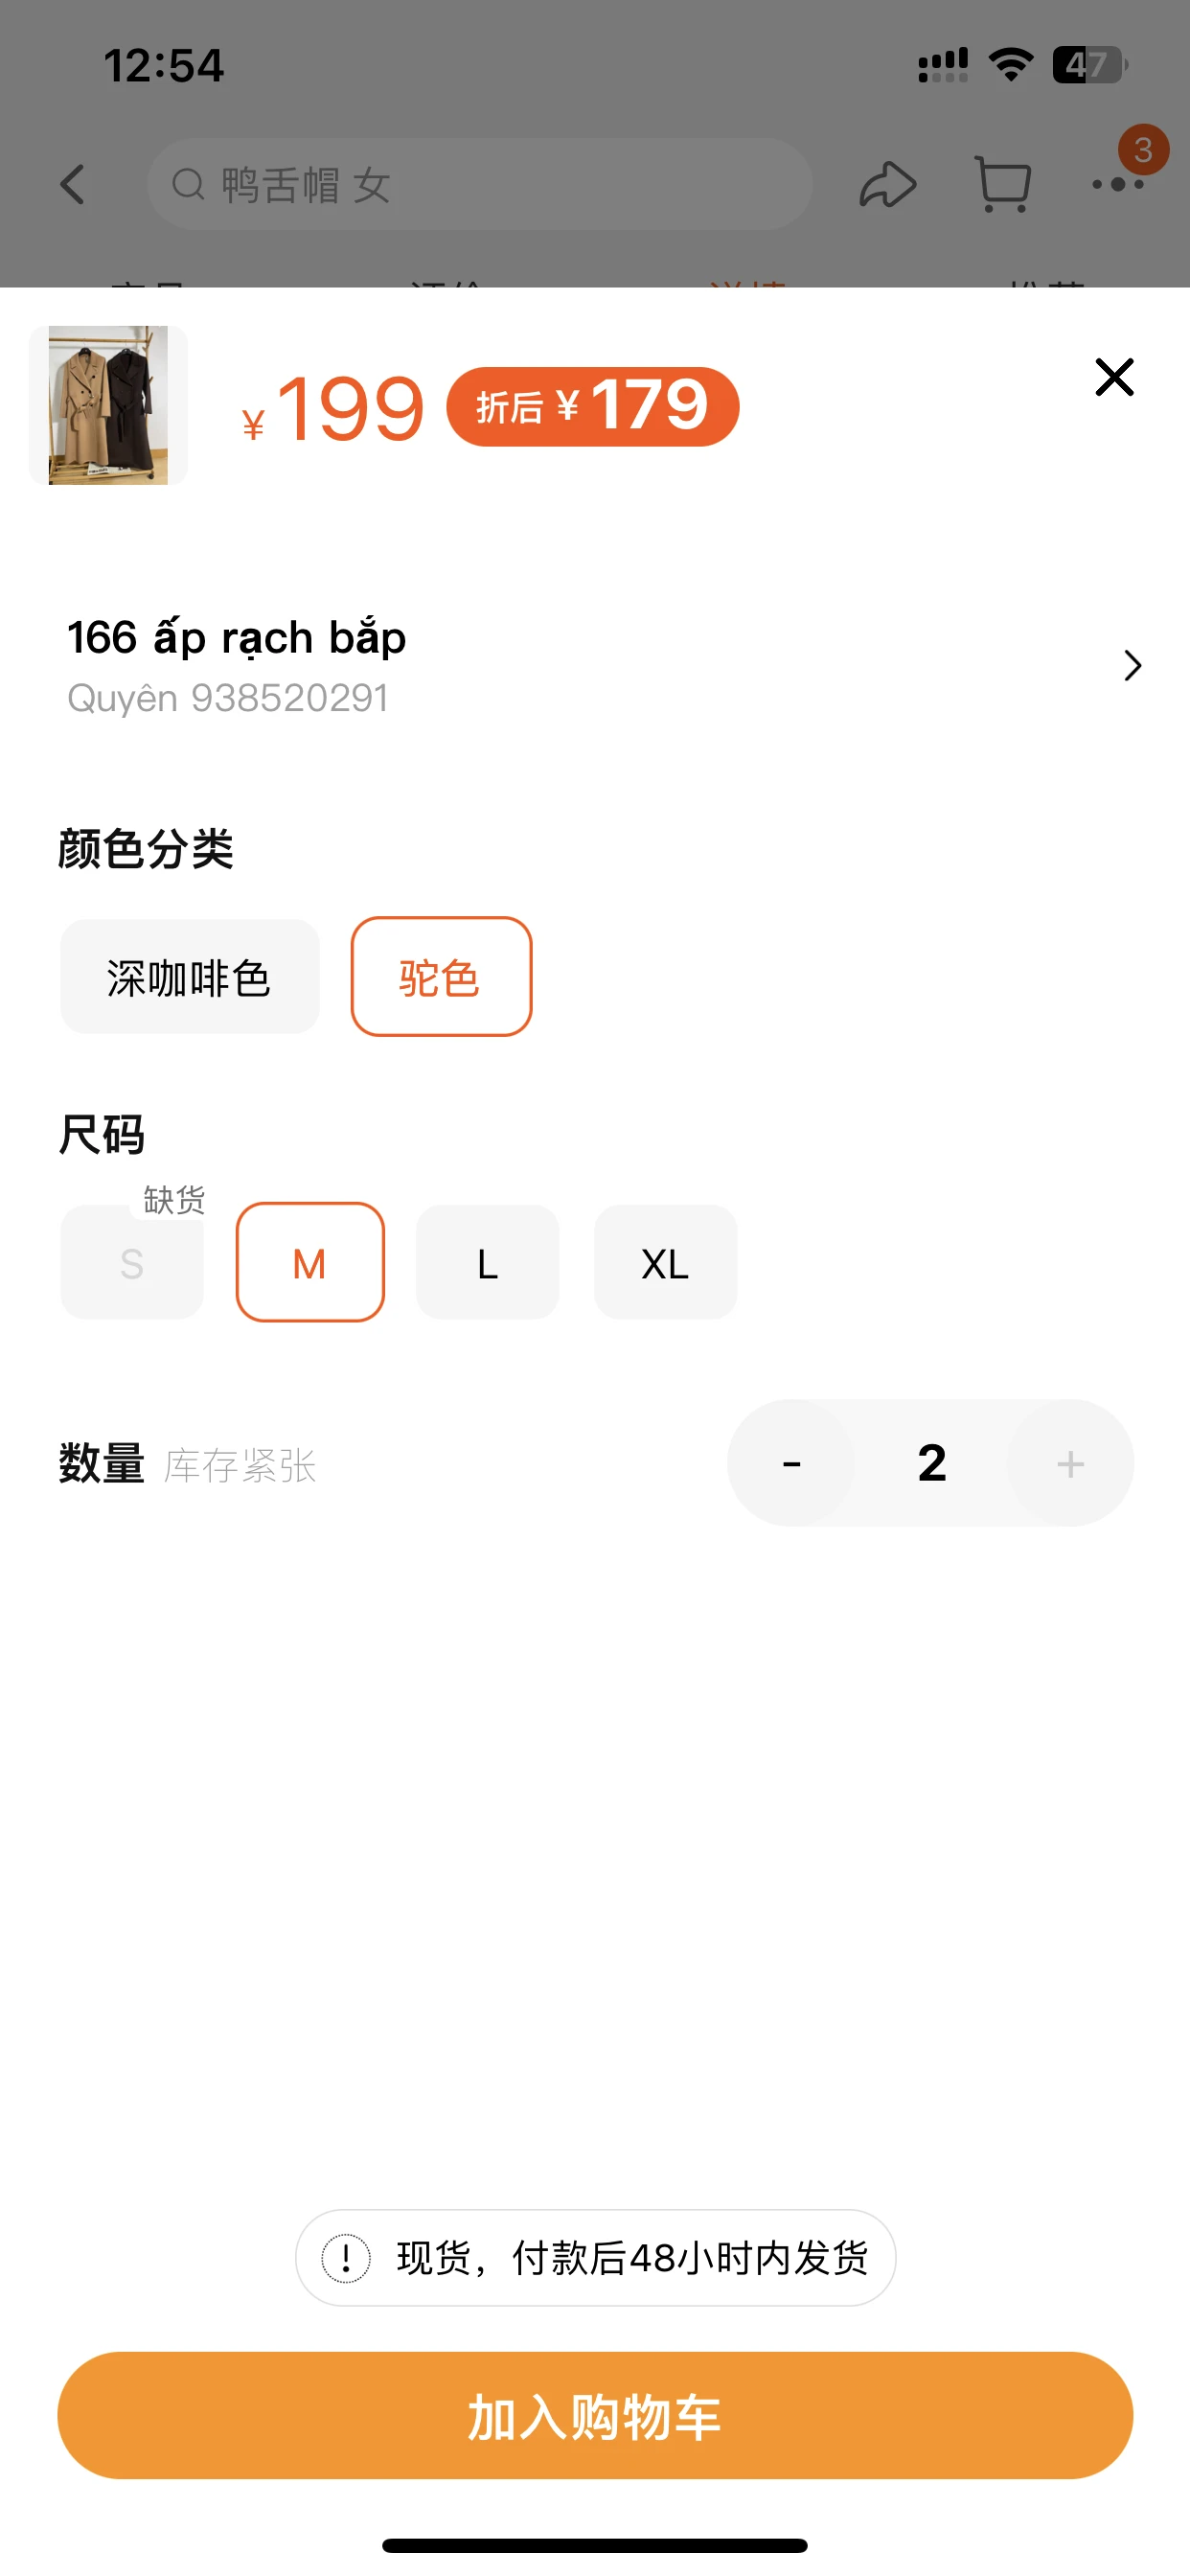 12:54
47
鸭舌帽 女
3
¥199 折后 ¥179
166 ấp rạch bắp
Quyên 938520291
颜色分类
深咖啡色 驼色
尺码
缺货
S M L XL
数量 库存紧张 - 2 +
现货，付款后48小时内发货
加入购物车